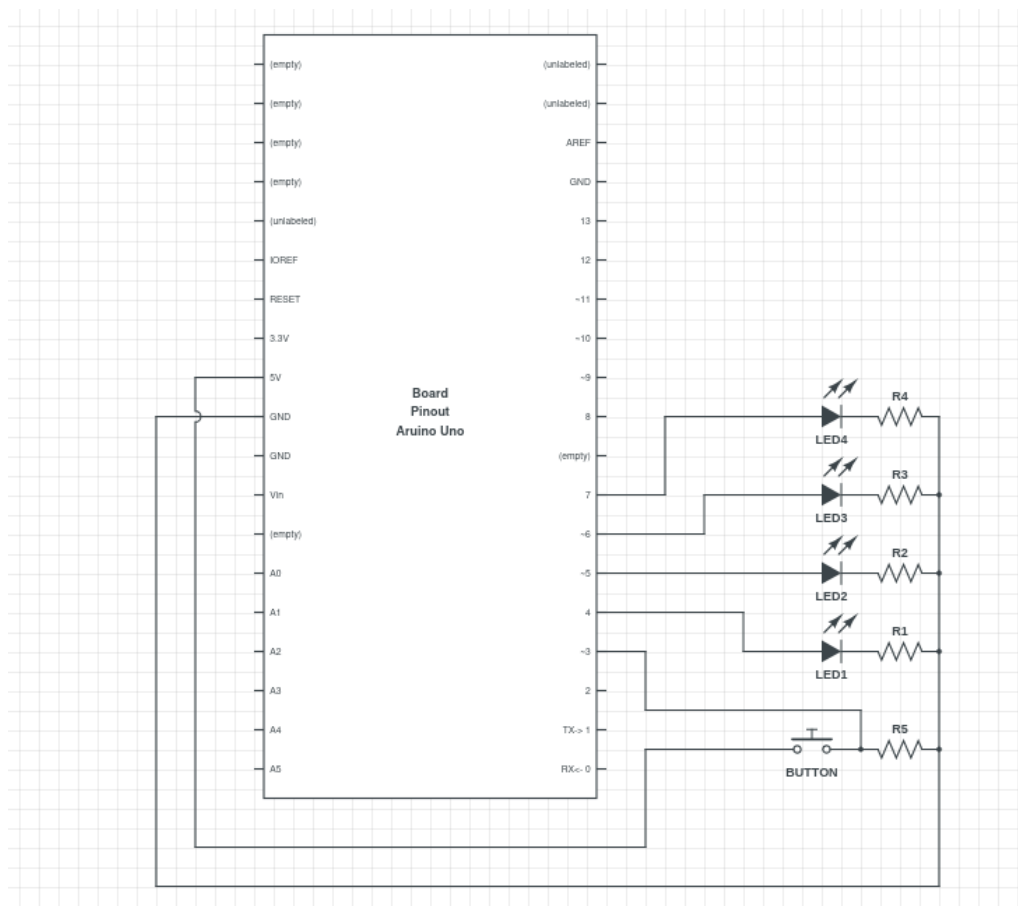 (empty)
(empty)
(empty)
(empty)
(unlabeled)
IOREF
RESET
3.3V
5V
GND
GND
Vin
(empty)
A0
A1
A2
A3
A4
A5
Board
Pinout
Aruino Uno
(unlabeled)
(unlabeled)
AREF
GND
13
12
~11
~10
~9
8
(empty)
7
~6
~5
4
~3
2
TX-> 1
RX<- 0
R4
LED4
R3
LED3
R2
LED2
R1
LED1
R5
BUTTON